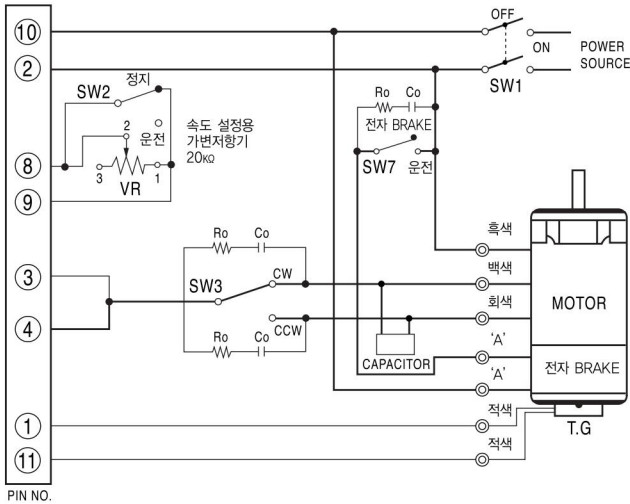 OFF
⑩
ON
POWER
SOURCE
②
SW1
정지
SW2
Ro
Co
전자 BRAKE
2
운전
속도 설정용
가변저항기
20KΩ
SW7
운전
⑧
3
VR
1
⑨
흑색
Ro
Co
백색
③
SW3
CW
회색
MOTOR
④
CCW
Ro
Co
CAPACITOR
'A'
'A'
전자 BRAKE
①
적색
T.G
⑪
적색
PIN NO.